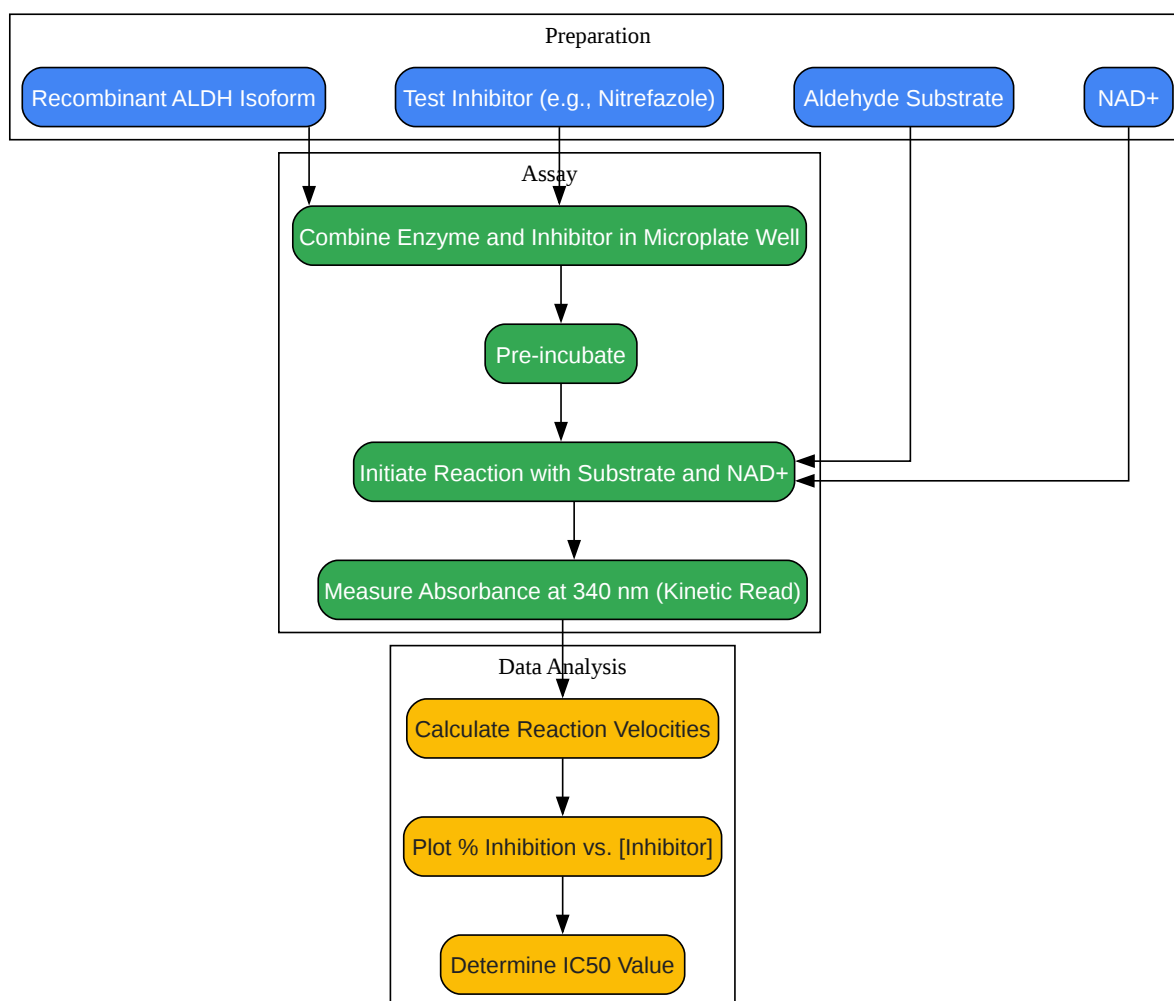 Preparation
Recombinant ALDH Isoform
Test Inhibitor (e.g., Nitrefazole)
Aldehyde Substrate
NAD+
Assay
Combine Enzyme and Inhibitor in Microplate Well
Pre-incubate
Initiate Reaction with Substrate and NAD+
Measure Absorbance at 340 nm (Kinetic Read)
Data Analysis
Calculate Reaction Velocities
Plot % Inhibition vs. [Inhibitor]
Determine IC50 Value